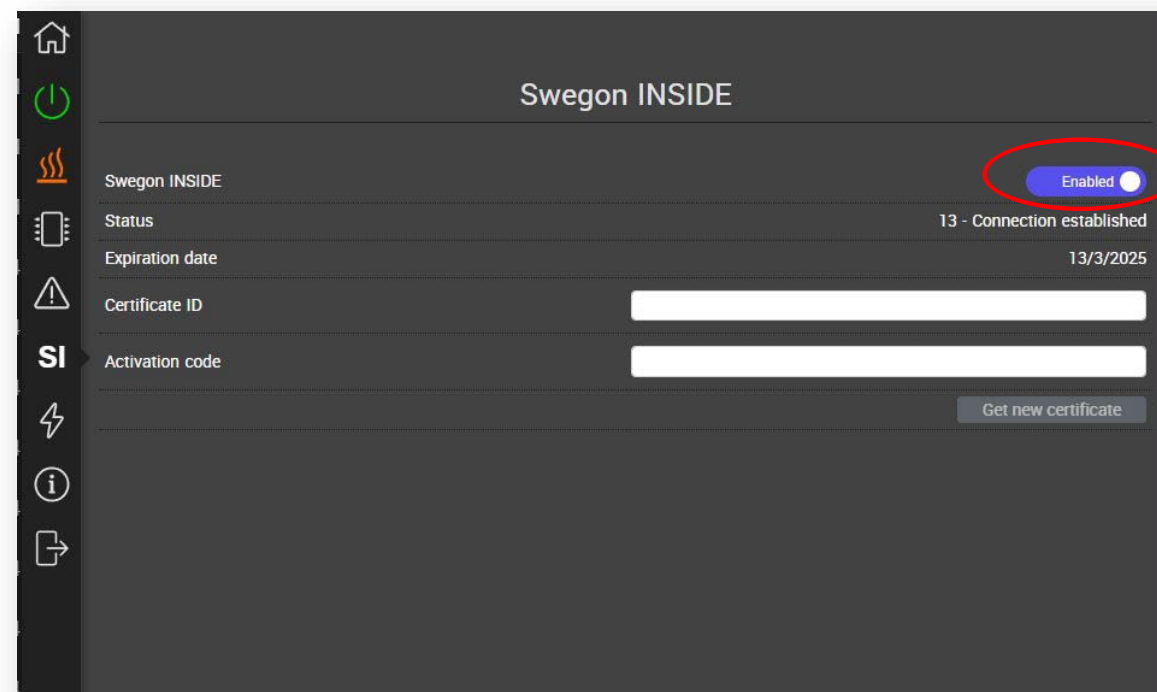 Swegon INSIDE
Swegon INSIDE
Enabled
Status
13 - Connection established
Expiration date
13/3/2025
Certificate ID
SI
Activation code
Get new certificate